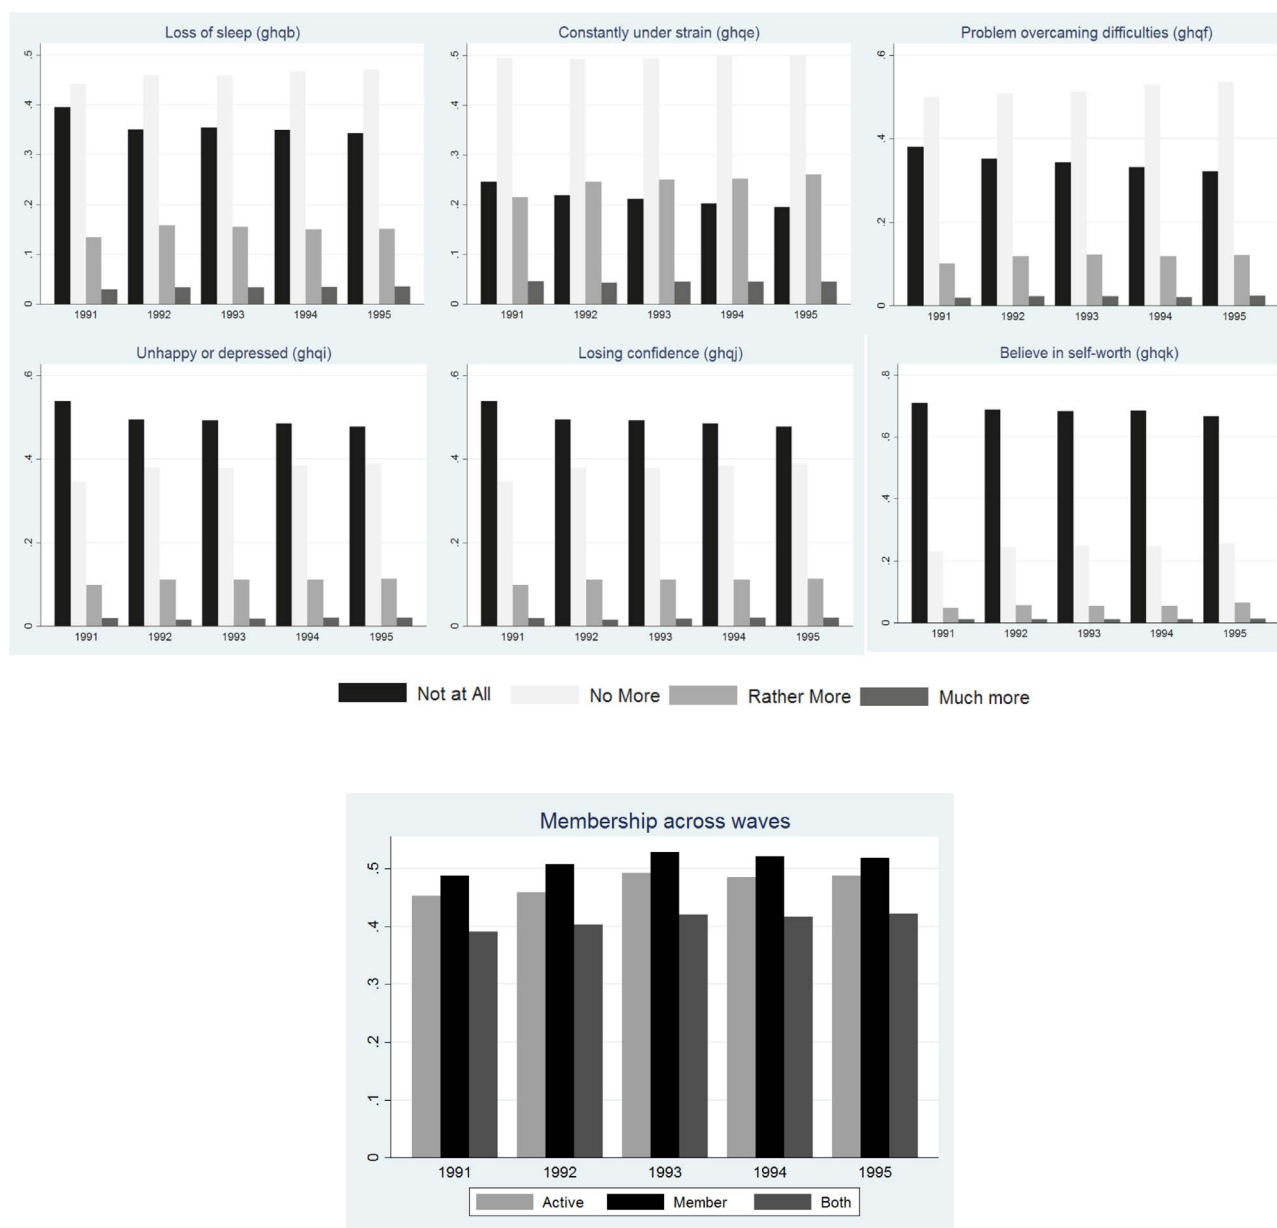 Loss of sleep (ghqb)
.5
.4
.3
.2
.1
0
1991 1992 1993 1994 1995
Constantly under strain (ghqe)
.5
.4
.3
.2
.1
0
1991 1992 1993 1994 1995
Problem overcaming difficulties (ghqf)
.6
.4
.2
0
1991 1992 1993 1994 1995
Unhappy or depressed (ghqi)
.6
.4
.2
0
1991 1992 1993 1994 1995
Losing confidence (ghqj)
.6
.4
.2
0
1991 1992 1993 1994 1995
Believe in self-worth (ghqk)
.8
.6
.4
.2
0
1991 1992 1993 1994 1995
Not at All No More Rather More Much more
Membership across waves
.5
.4
.3
.2
.1
0
1991 1992 1993 1994 1995
Active Member Both